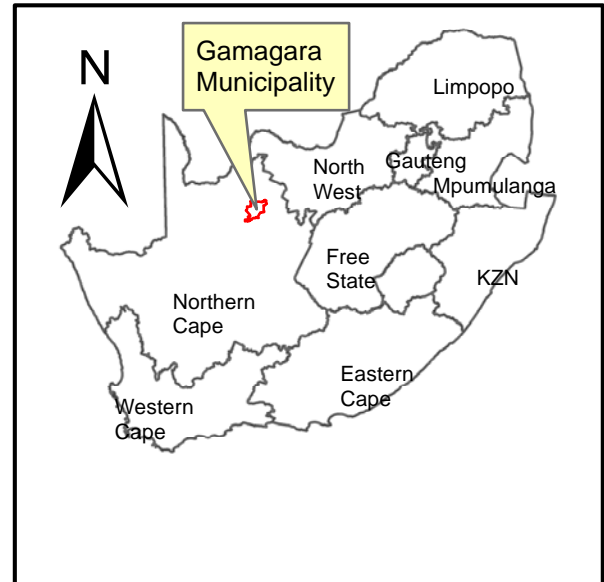 Gamagara
Municipality
N
Limpopo
North
West
Gauteng
Mpumulanga
Free
State
KZN
Northern
Cape
Eastern
Cape
Western
Cape